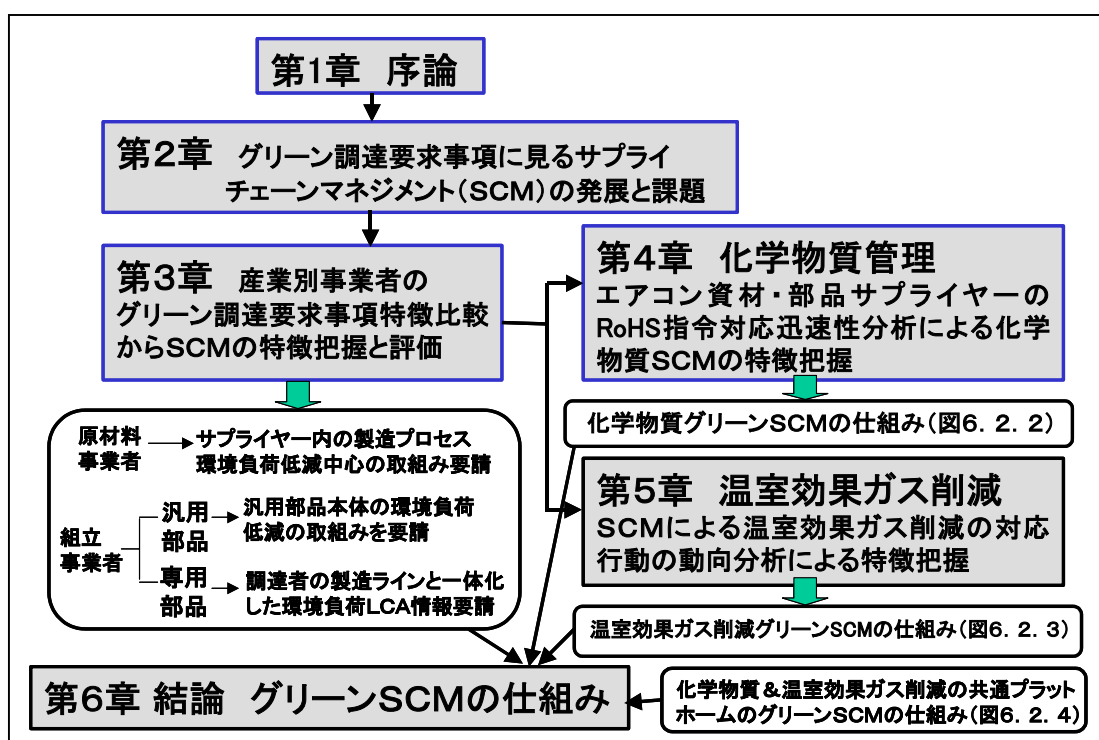 第1章 序論
第2章 グリーン調達要求事項に見るサプライ
チェーンマネジメント(SCM)の発展と課題
第3章 産業別事業者の
グリーン調達要求事項特徴比較
からSCMの特徴把握と評価
第4章 化学物質管理
エアコン資材・部品サプライヤーの
RoHS指令対応迅速性分析による化学
物質SCMの特徴把握
化学物質グリーンSCMの仕組み(図6.2.2)
原材料
事業者
サプライヤー内の製造プロセス
環境負荷低減中心の取組み要請
組立
事業者
汎用
部品
汎用部品本体の環境負荷
低減の取組みを要請
専用
部品
調達者の製造ラインと一体化
した環境負荷LCA情報要請
第5章 温室効果ガス削減
SCMによる温室効果ガス削減の対応
行動の動向分析による特徴把握
温室効果ガス削減グリーンSCMの仕組み(図6.2.3)
第6章 結論 グリーンSCMの仕組み
化学物質&温室効果ガス削減の共通プラット
ホームのグリーンSCMの仕組み(図6.2.4)